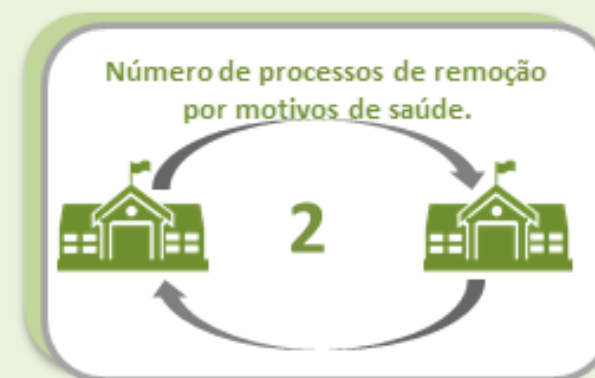 Número de processos de remoção
por motivos de saúde.
2